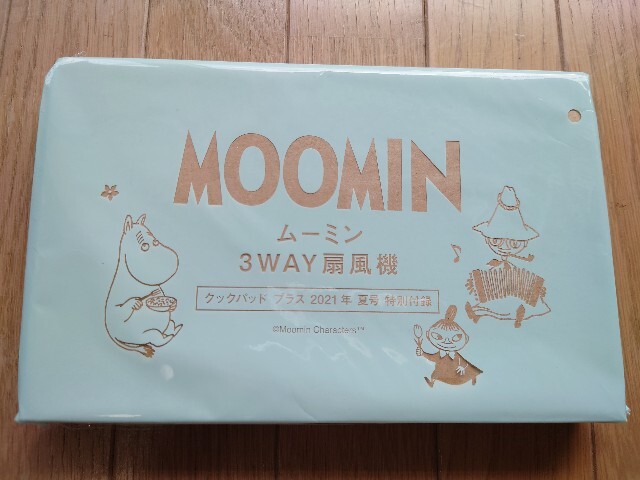 MOOMIN
ムーミン
3WAY扇風機
クックパッド プラス 2021年 夏号 特別付録
©Moomin Characters™